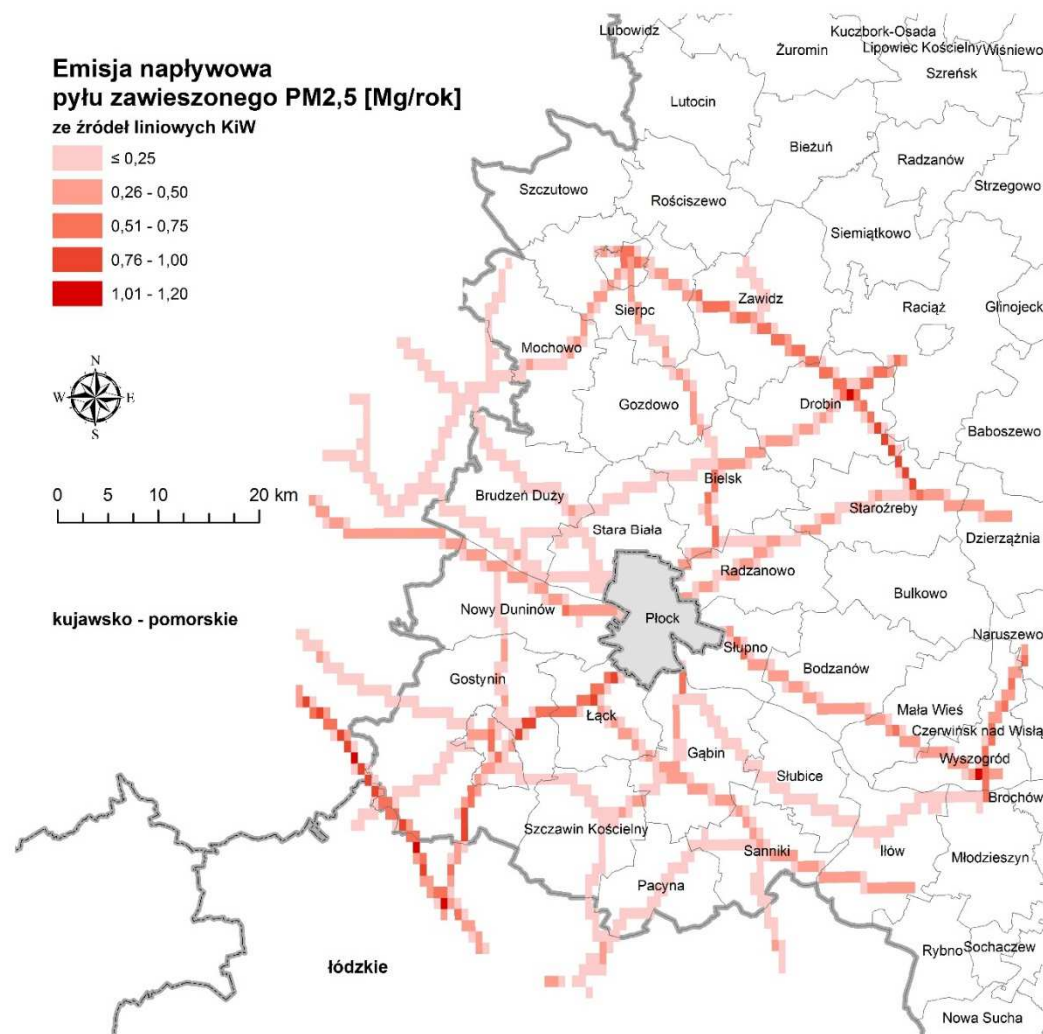 Emisja napływowa
pyłu zawieszonego PM2,5 [Mg/rok]
ze źródeł liniowych KiW
≤ 0,25
0,26 - 0,50
0,51 - 0,75
0,76 - 1,00
1,01 - 1,20
N
W E
S
0 5 10 20 km
kujawsko - pomorskie
łódzkie
Lubowidz
Kuczbork-Osada
Żuromin
Lipowiec Kościelny
Wiśniewo
Szreńsk
Lutocin
Bieżuń
Radzanów
Strzegowo
Szczutowo
Rościszewo
Siemiątkowo
Zawidz
Raciąż
Glinojeck
Sierpc
Mochowo
Gozdowo
Drobin
Baboszewo
Bielsk
Brudzeń Duży
Staroźreby
Stara Biała
Dzierzążnia
Radzanowo
Bulkowo
Nowy Duninów
Płock
Słupno
Naruszewo
Bodzanów
Gostynin
Łąck
Mała Wieś
Czerwińsk nad Wisłą
Gąbin
Wyszogród
Słubice
Brochów
Szczawin Kościelny
Sanniki
Iłów
Młodzieszyn
Pacyna
Rybno
Sochaczew
Nowa Sucha